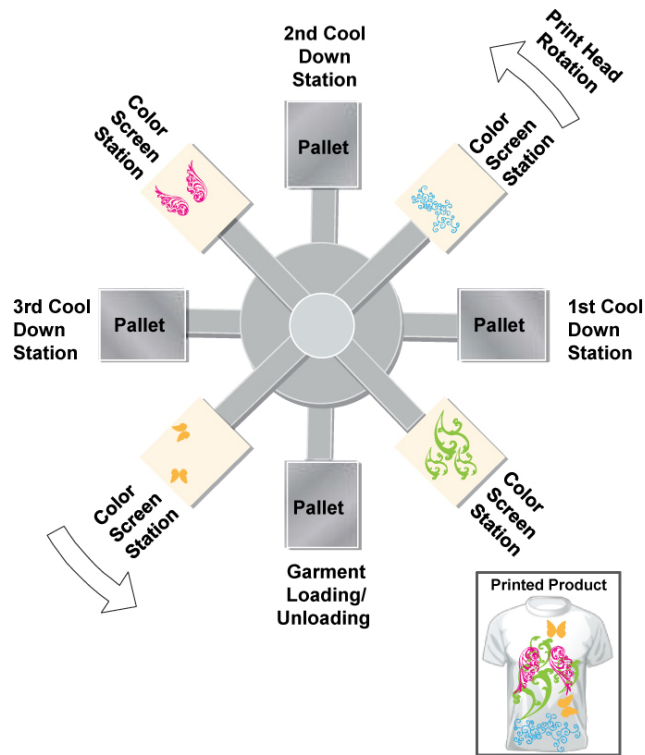 2nd Cool
Down
Station
Print Head
Rotation
Color
Screen
Station
Pallet
Color
Screen
Station
3rd Cool
Down
Station
Pallet
Pallet
1st Cool
Down
Station
Color
Screen
Station
Pallet
Color
Screen
Station
Garment
Loading/
Unloading
Printed Product